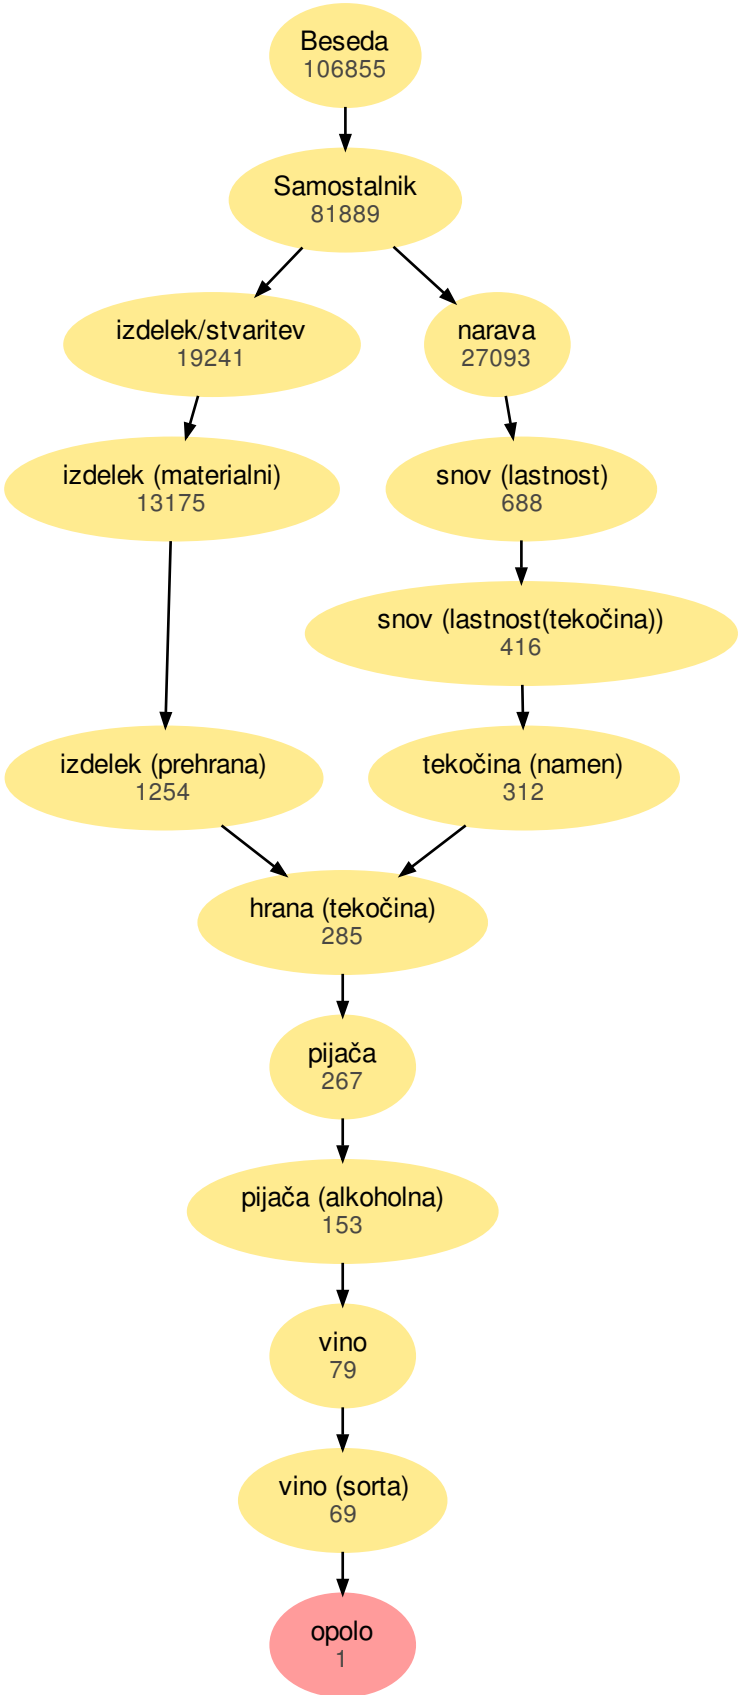 Beseda
106855
Samostalnik
81889
izdelek/stvaritev
19241
narava
27093
izdelek (materialni)
13175
snov (lastnost)
688
snov (lastnost(tekočina))
416
izdelek (prehrana)
1254
tekočina (namen)
312
hrana (tekočina)
285
pijača
267
pijača (alkoholna)
153
vino
79
vino (sorta)
69
opolo
1